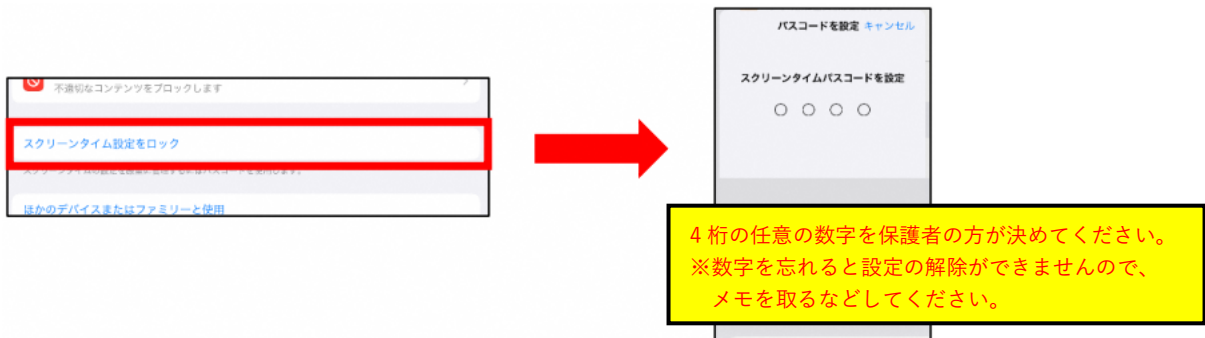 不適切なコンテンツをブロックします
スクリーンタイム設定をロック
ほかのデバイスまたはファミリーと使用
パスコードを設定 キャンセル
スクリーンタイムパスコードを設定
4 桁の任意の数字を保護者の方が決めてください。
※数字を忘れると設定の解除ができませんので、
メモを取るなどしてください。